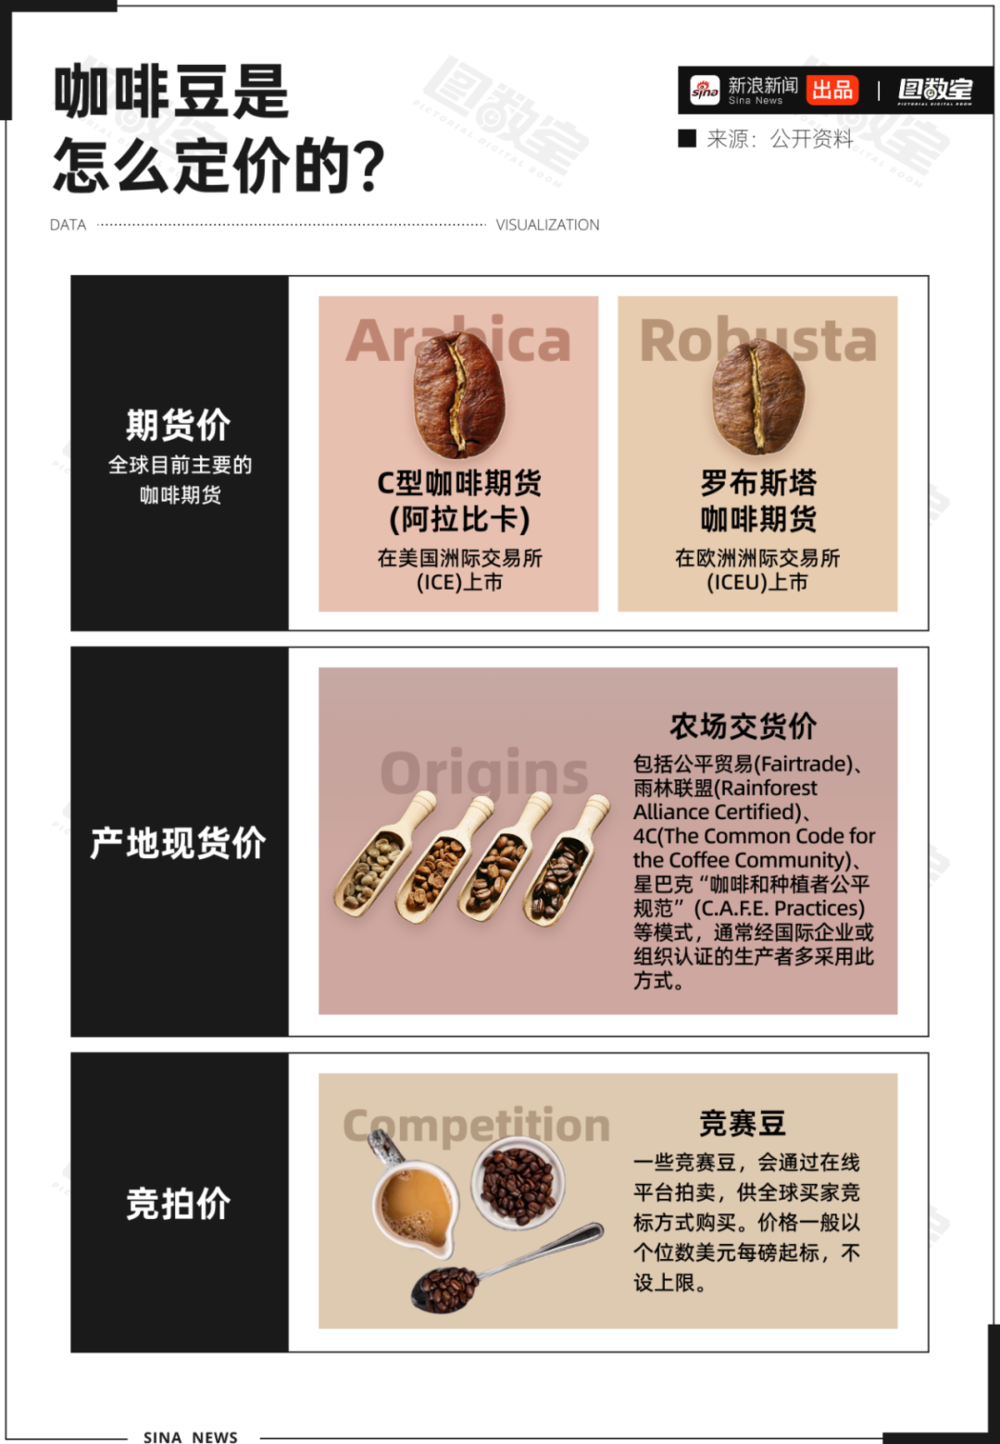 咖啡豆是
怎么定价的？
sina
新浪新闻
Sina News
出品
图数室
PICTORIAL DIGITAL ROOM
来源：公开资料
DATA
VISUALIZATION
期货价
全球目前主要的
咖啡期货
Arabica
C型咖啡期货
(阿拉比卡)
在美国洲际交易所
(ICE)上市
Robusta
罗布斯塔
咖啡期货
在欧洲洲际交易所
(ICEU)上市
产地现货价
Origins
农场交货价
包括公平贸易(Fairtrade)、
雨林联盟(Rainforest
Alliance Certified)、
4C(The Common Code for
the Coffee Community)、
星巴克“咖啡和种植者公平
规范”(C.A.F.E. Practices)
等模式，通常经国际企业或
组织认证的生产者多采用此
方式。
竞拍价
Competition
竞赛豆
一些竞赛豆，会通过在线
平台拍卖，供全球买家竞
标方式购买。价格一般以
个位数美元每磅起标，不
设上限。
SINA NEWS